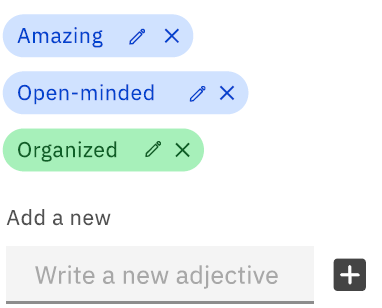 Amazing
Open-minded
Organized
Add a new
Write a new adjective